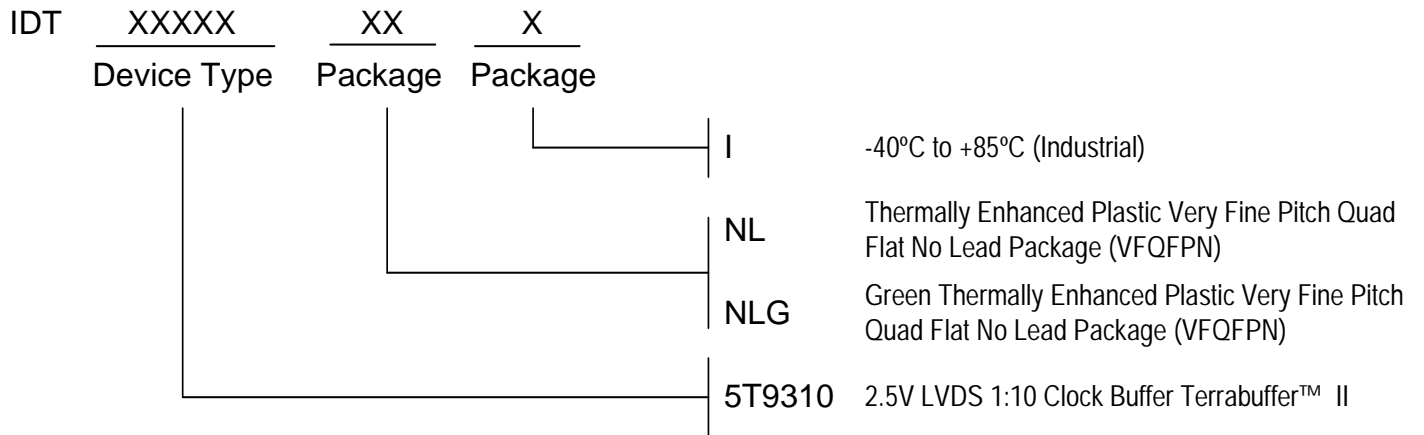 IDT XXXXX XX X
Device Type Package Package
I -40ºC to +85ºC (Industrial)
NL Thermally Enhanced Plastic Very Fine Pitch Quad
Flat No Lead Package (VFQFPN)
NLG Green Thermally Enhanced Plastic Very Fine Pitch
Quad Flat No Lead Package (VFQFPN)
5T9310 2.5V LVDS 1:10 Clock Buffer Terrabuffer™ II